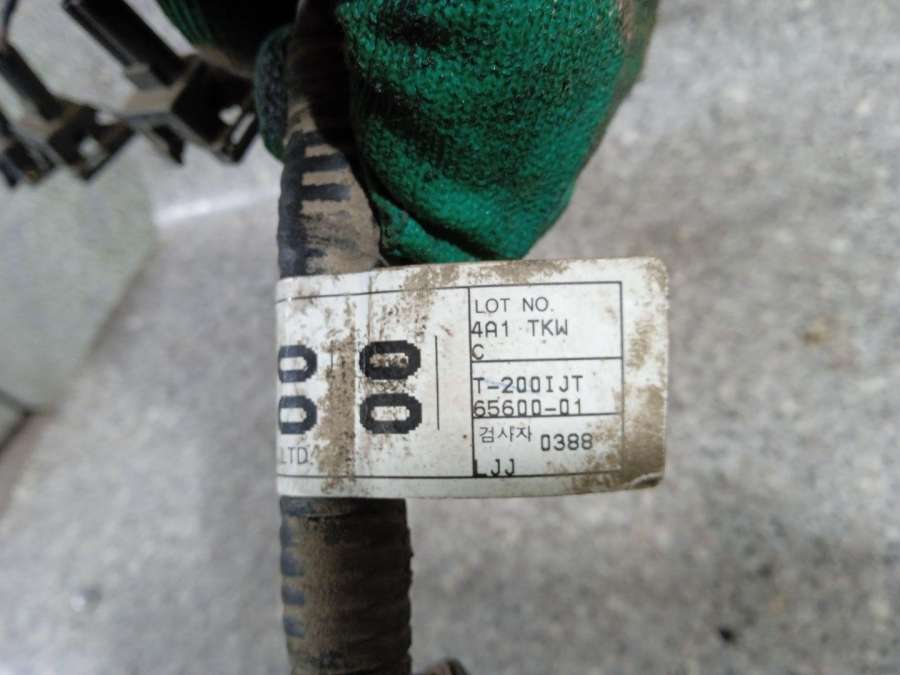 LOT NO.
4A1 TKW
C
00
T-200IJT
00
65600-01
검사자 0388
LTD.
LJJ